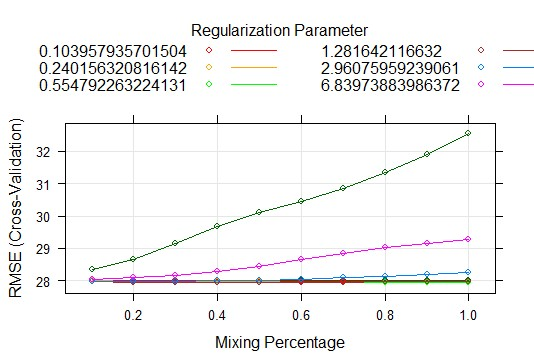 Regularization Parameter
0.103957935701504 1.281642116632
0.240156320816142 2.96075959239061
0.554792263224131 6.83973883986372
RMSE (Cross-Validation)
32
31
30
29
28
0.2 0.4 0.6 0.8 1.0
Mixing Percentage